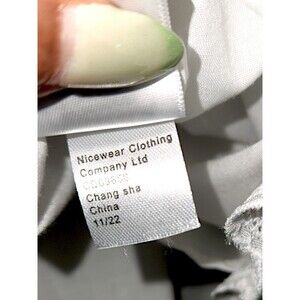 Nicewear Clothing
Company Ltd
Chang sha
China
11/22